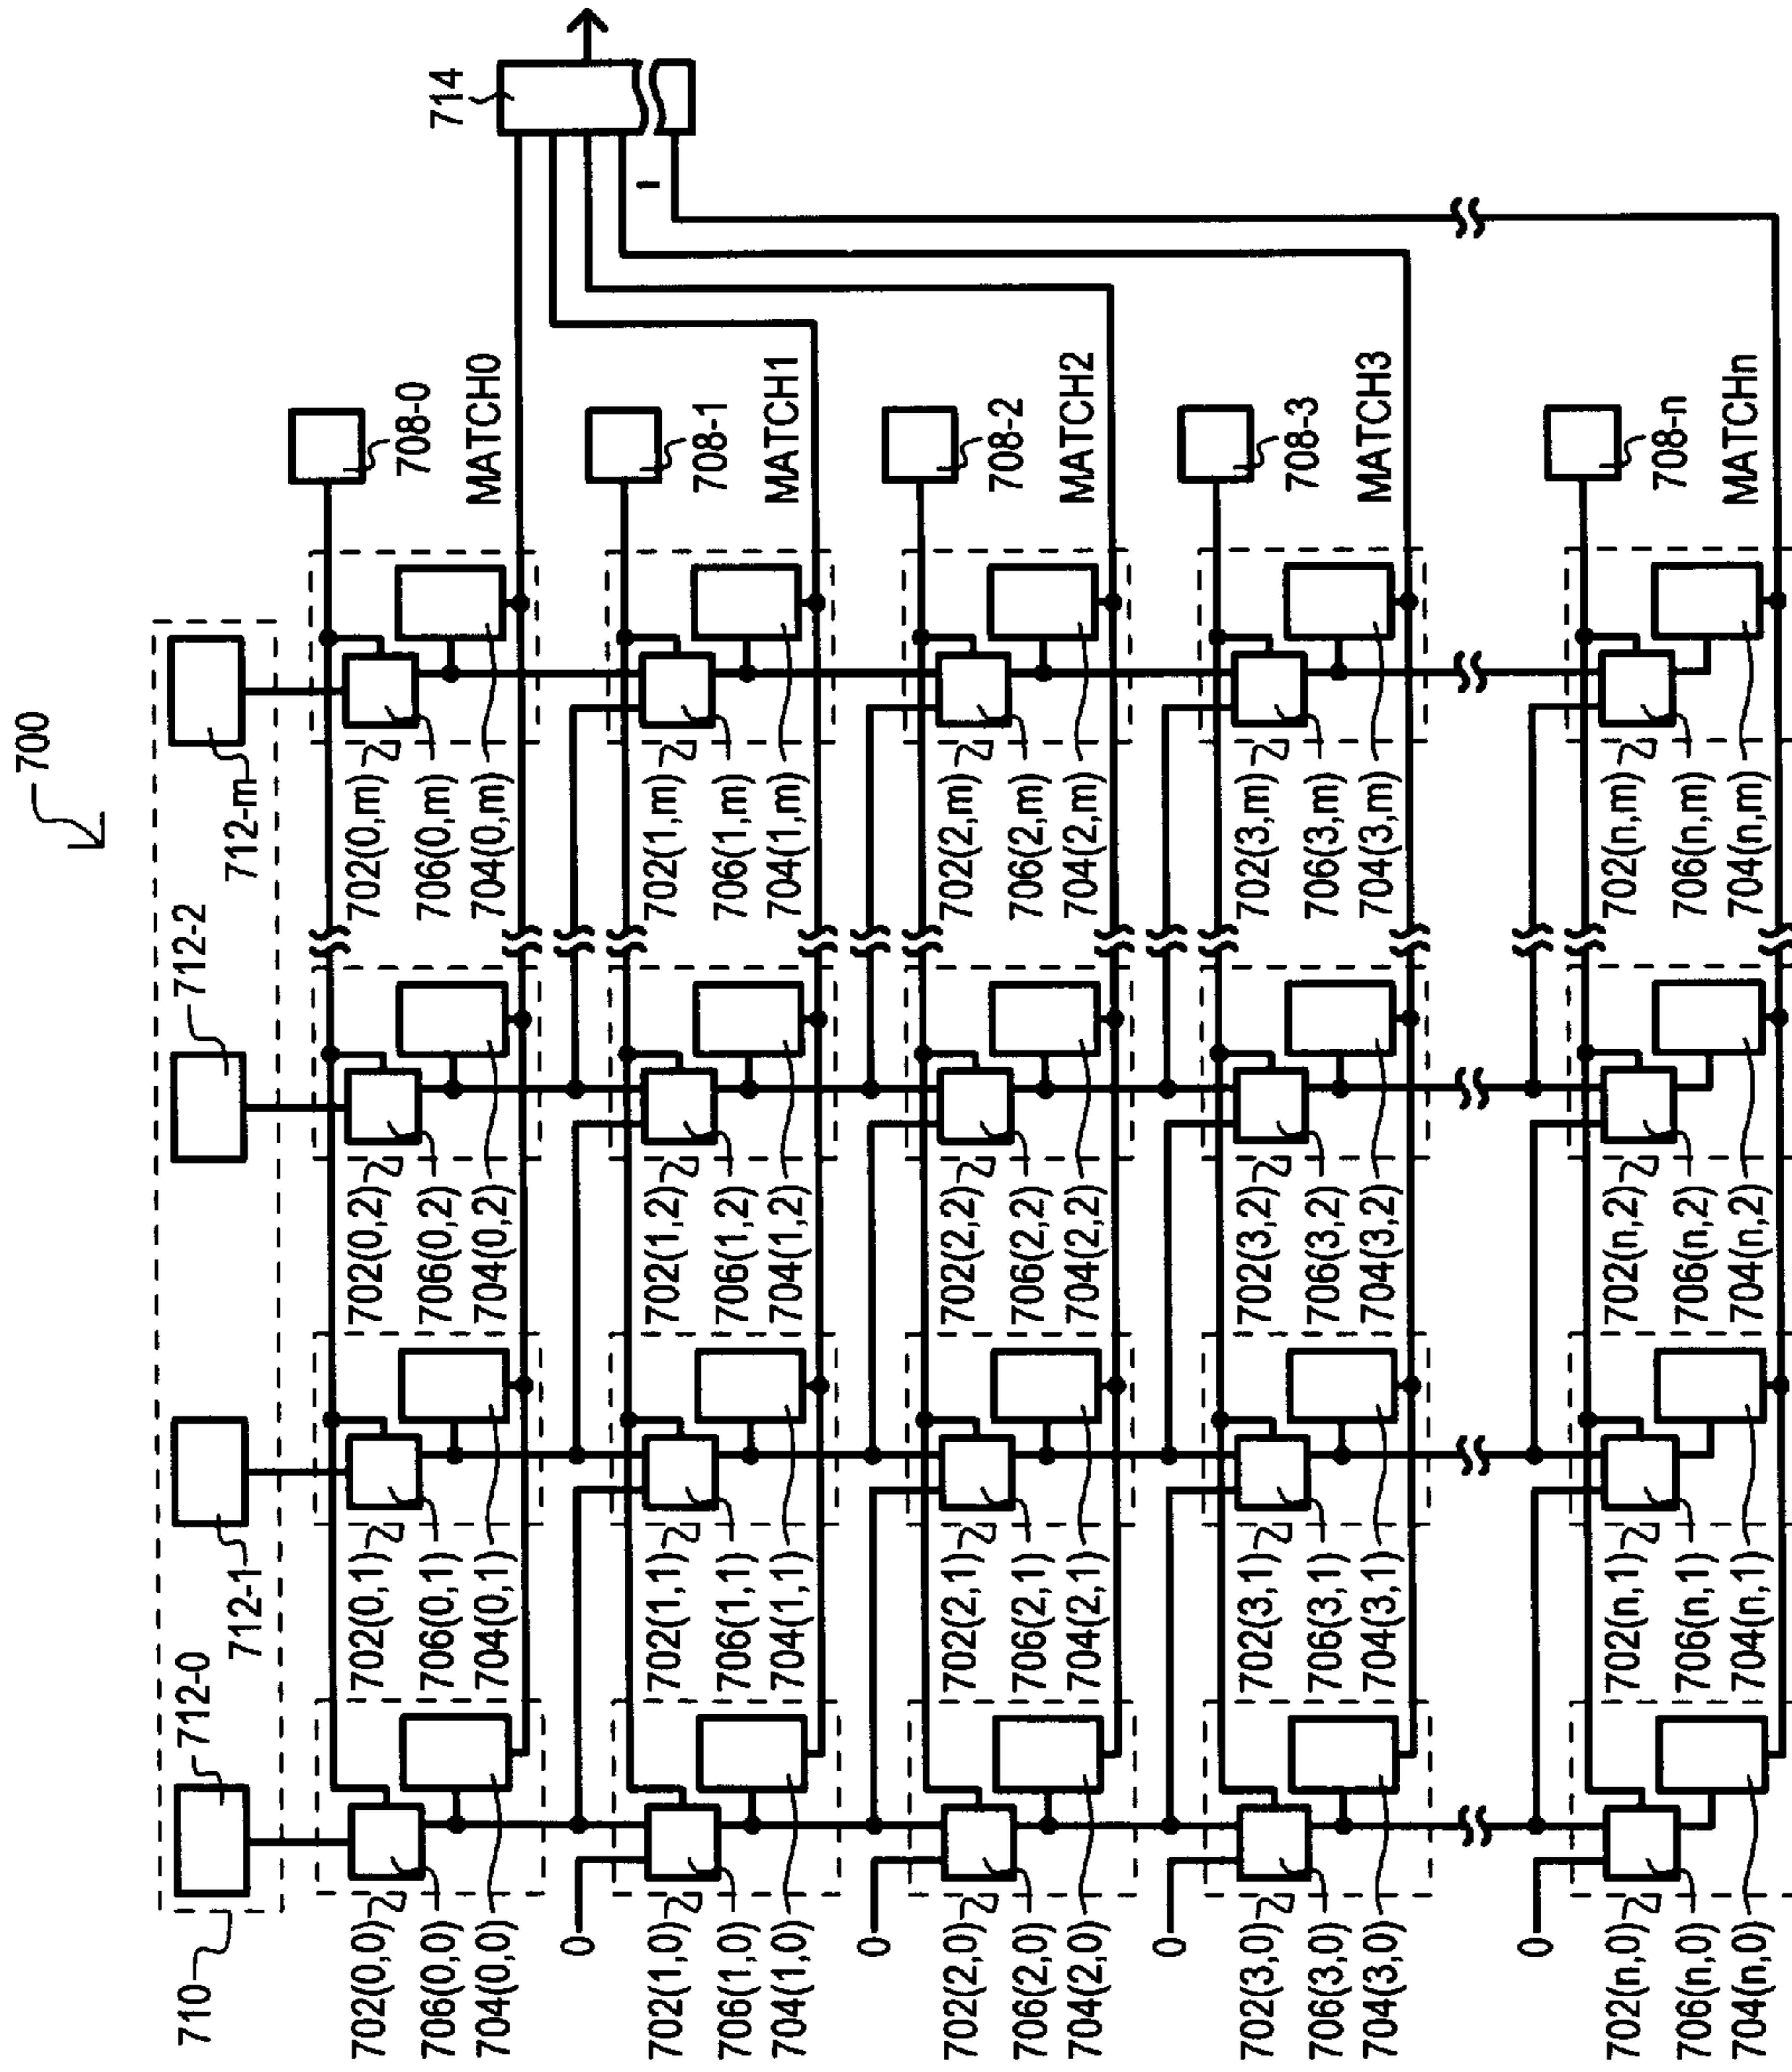 700
710
712-0
712-1
712-2
712-m
714
702(0,0)
702(0,1)
702(0,2)
702(0,m)
706(0,0)
706(0,1)
706(0,2)
706(0,m)
708-0
704(0,0)
704(0,1)
704(0,2)
704(0,m)
MATCH0
0
702(1,0)
702(1,1)
702(1,2)
702(1,m)
706(1,0)
706(1,1)
706(1,2)
706(1,m)
708-1
704(1,0)
704(1,1)
704(1,2)
704(1,m)
MATCH1
0
702(2,0)
702(2,1)
702(2,2)
702(2,m)
706(2,0)
706(2,1)
706(2,2)
706(2,m)
708-2
704(2,0)
704(2,1)
704(2,2)
704(2,m)
MATCH2
0
702(3,0)
702(3,1)
702(3,2)
702(3,m)
706(3,0)
706(3,1)
706(3,2)
706(3,m)
708-3
704(3,0)
704(3,1)
704(3,2)
704(3,m)
MATCH3
0
702(n,0)
702(n,1)
702(n,2)
702(n,m)
706(n,0)
706(n,1)
706(n,2)
706(n,m)
708-n
704(n,0)
704(n,1)
704(n,2)
704(n,m)
MATCHn